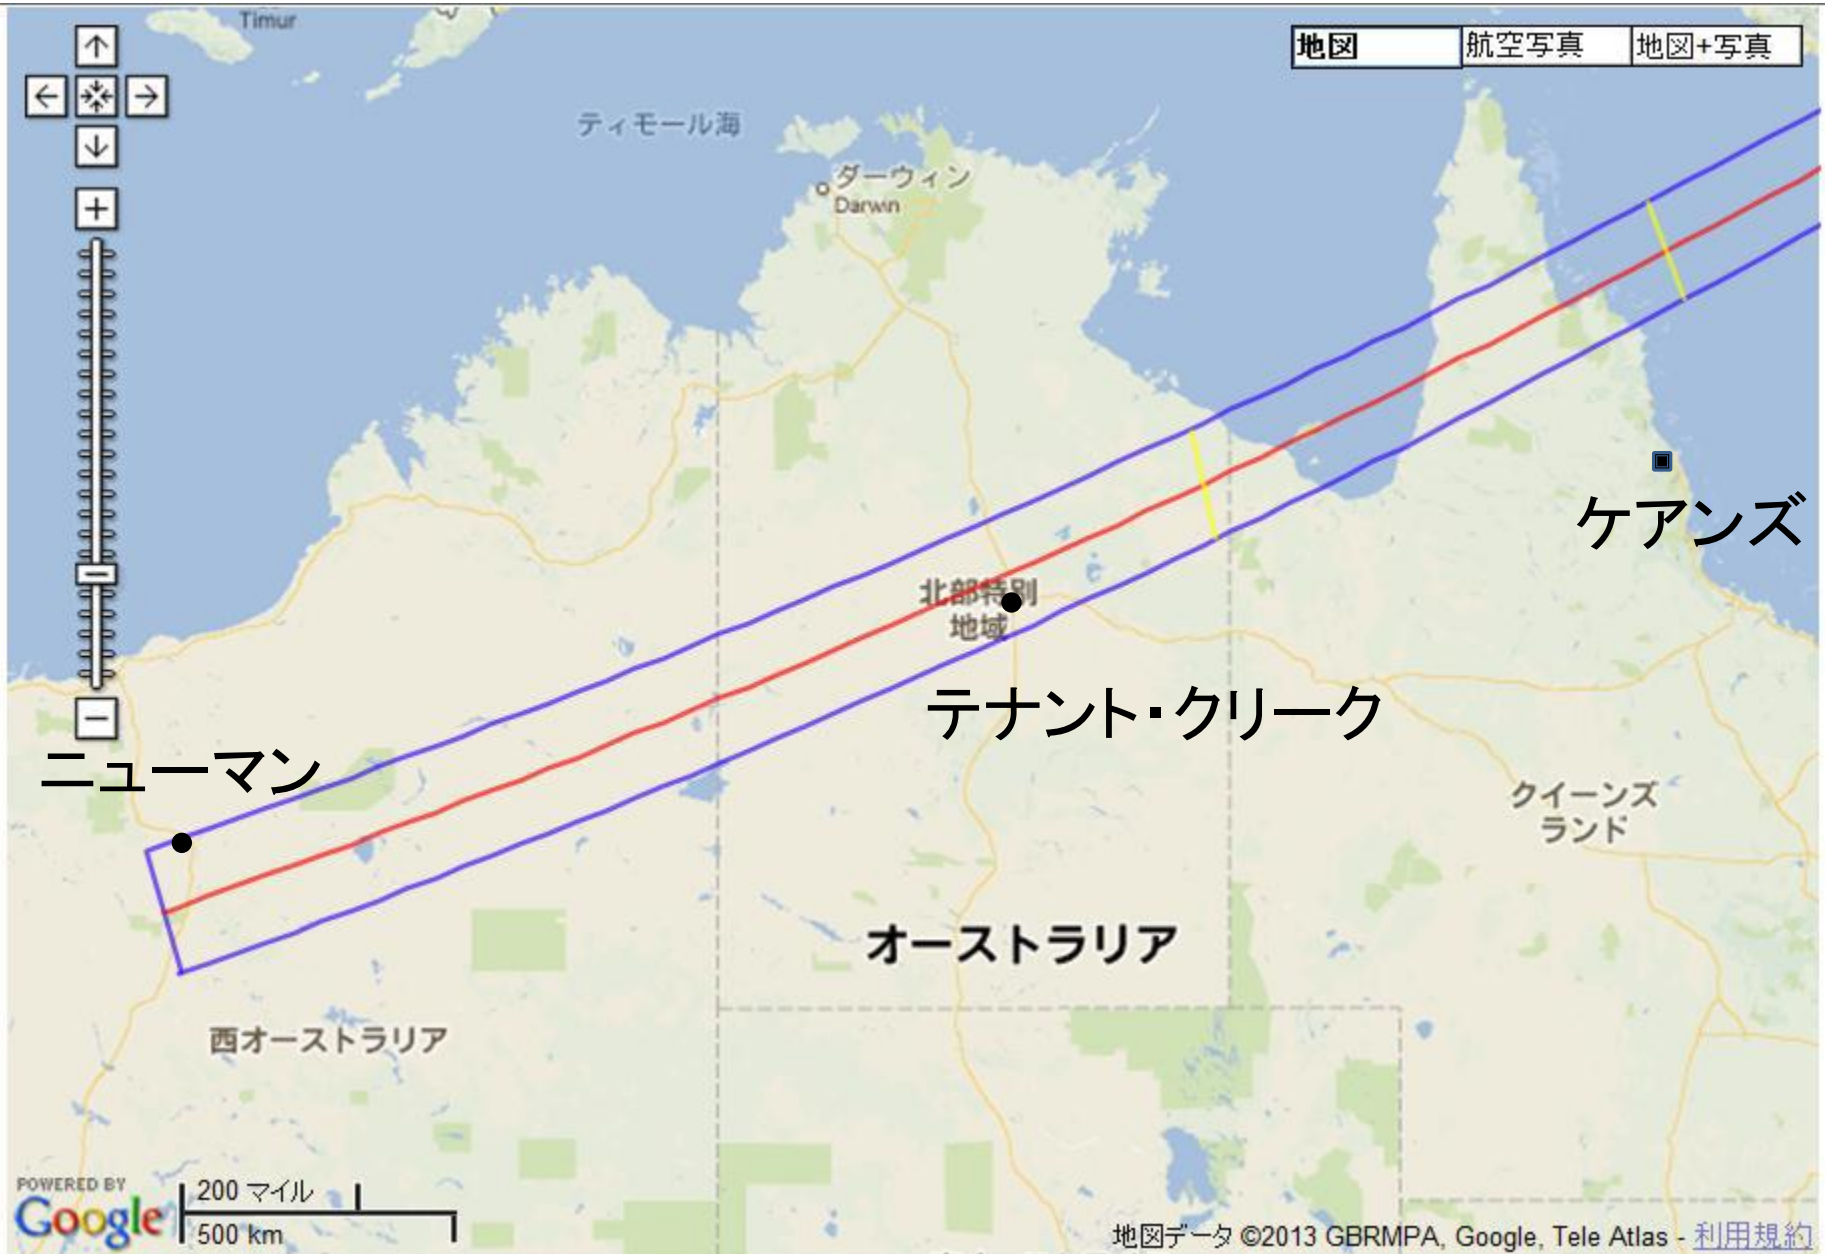 Timur
地図
航空写真
地図+写真
ティモール海
ダーウィン
Darwin
ケアンズ
北部特別
地域
テナント・クリーク
ニューマン
クイーンズ
ランド
オーストラリア
西オーストラリア
POWERED BY
Google
200 マイル
500 km
地図データ ©2013 GBRMPA, Google, Tele Atlas - 利用規約